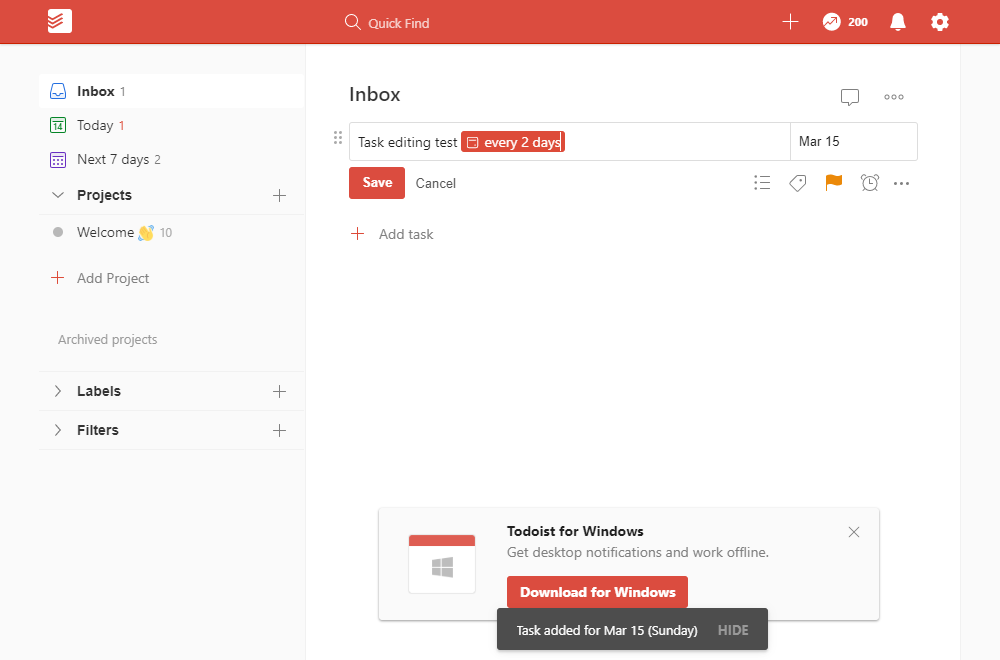 Quick Find
200
Inbox 1
14 Today 1
Next 7 days 2
Projects
Welcome 👋 10
Add Project
Archived projects
Labels
Filters
Inbox
Task editing test every 2 days
Mar 15
Save Cancel
Add task
Todoist for Windows
Get desktop notifications and work offline.
Download for Windows
Task added for Mar 15 (Sunday) HIDE